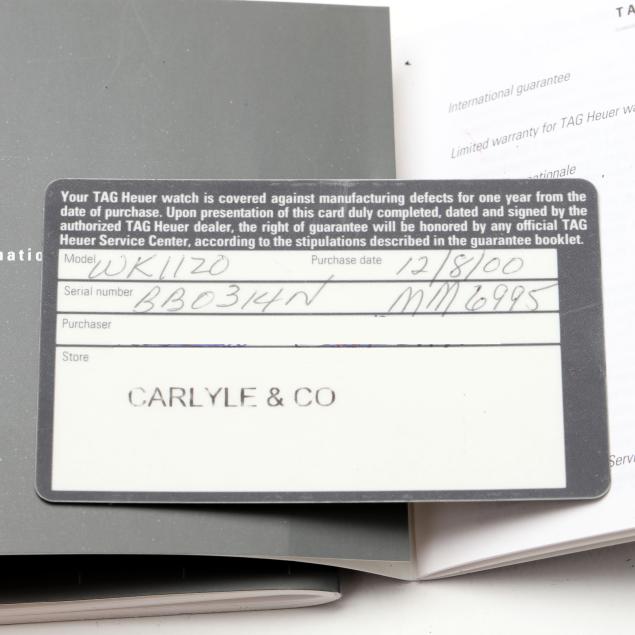 TA
International guarantee
Limited warranty for TAG Heuer wa
nationale
Your TAG Heuer watch is covered against manufacturing defects for one year from the
date of purchase. Upon presentation of this card duly completed, dated and signed by the
authorized TAG Heuer dealer, the right of guarantee will be honored by any official TAG
Heuer Service Center, according to the stipulations described in the guarantee booklet.
natio
Model WK1120 Purchase date 12/8/00
Serial number BB0314N MM6995
Purchaser
Store
CARLYLE & CO
Servi